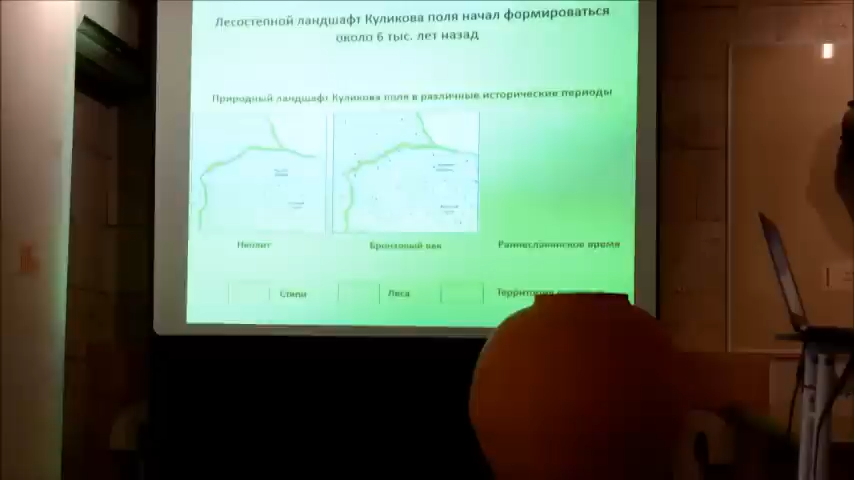 Лесостепной ландшафт Куликова поля начал формироваться
около 6 тыс. лет назад
Природный ландшафт Куликова поля в различные исторические периоды
Неолит
Бронзовый век
Раннеславянское время
Степи
Леса
Территория